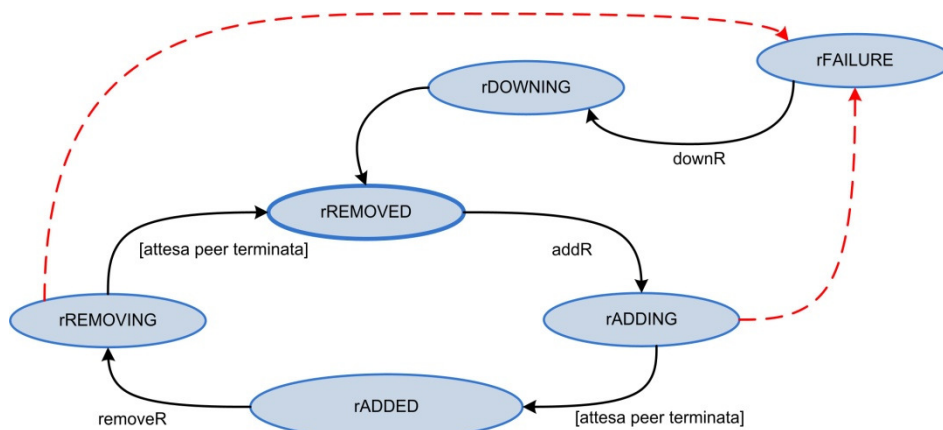 rFAILURE
rDOWNING
downR
rREMOVED
[attesa peer terminata]
addR
rREMOVING
rADDING
rADDED
removeR
[attesa peer terminata]